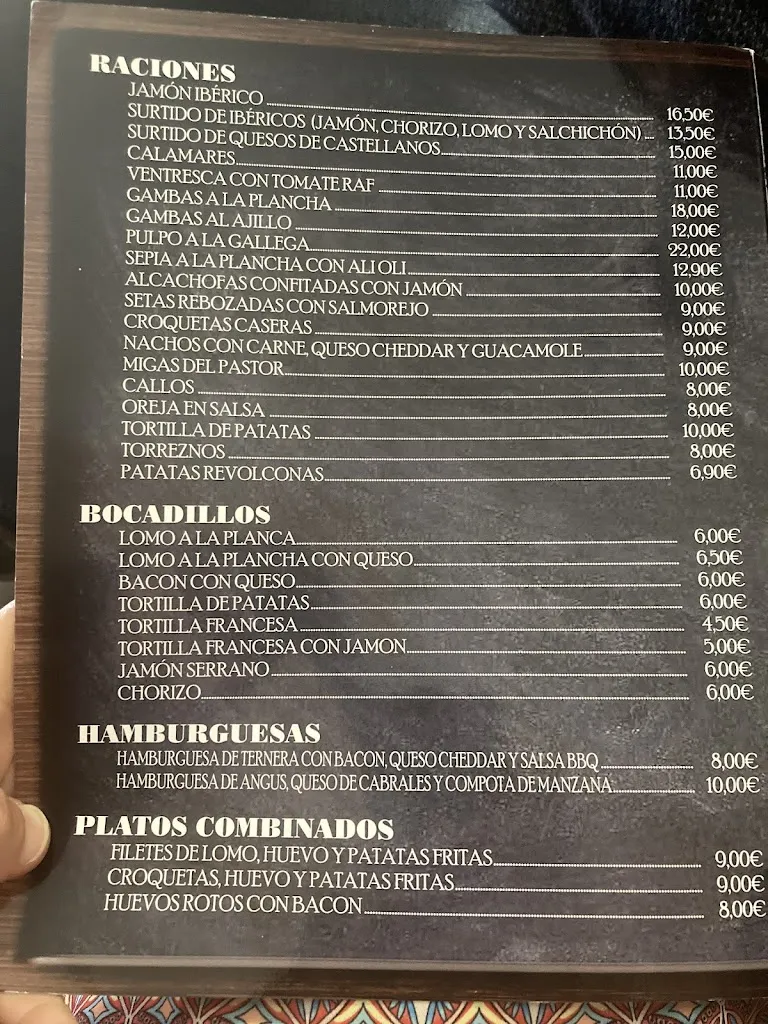 RACIONES
JAMÓN IBÉRICO 16,50€
SURTIDO DE IBÉRICOS (JAMÓN, CHORIZO, LOMO Y SALCHICHÓN) 13,50€
SURTIDO DE QUESOS DE CASTELLANOS 15,00€
CALAMARES 11,00€
VENTRESCA CON TOMATE RAF 11,00€
GAMBAS A LA PLANCHA 18,00€
GAMBAS AL AJILLO 12,00€
PULPO A LA GALLEGA 22,00€
SEPIA A LA PLANCHA CON ALI OLI 12,90€
ALCACHOFAS CONFITADAS CON JAMÓN 10,00€
SETAS REBOZADAS CON SALMOREJO 9,00€
CROQUETAS CASERAS 9,00€
NACHOS CON CARNE, QUESO CHEDDAR Y GUACAMOLE 9,00€
MIGAS DEL PASTOR 10,00€
CALLOS 8,00€
OREJA EN SALSA 8,00€
TORTILLA DE PATATAS 10,00€
TORREZNOS 8,00€
PATATAS REVOLCONAS 6,90€
BOCADILLOS
LOMO A LA PLANCA 6,00€
LOMO A LA PLANCHA CON QUESO 6,50€
BACON CON QUESO 6,00€
TORTILLA DE PATATAS 6,00€
TORTILLA FRANCESA 4,50€
TORTILLA FRANCESA CON JAMON 5,00€
JAMÓN SERRANO 6,00€
CHORIZO 6,00€
HAMBURGUESAS
HAMBURGUESA DE TERNERA CON BACON, QUESO CHEDDAR Y SALSA BBQ 8,00€
HAMBURGUESA DE ANGUS, QUESO DE CABRALES Y COMPOTA DE MANZANA 10,00€
PLATOS COMBINADOS
FILETES DE LOMO, HUEVO Y PATATAS FRITAS 9,00€
CROQUETAS, HUEVO Y PATATAS FRITAS 9,00€
HUEVOS ROTOS CON BACON 8,00€